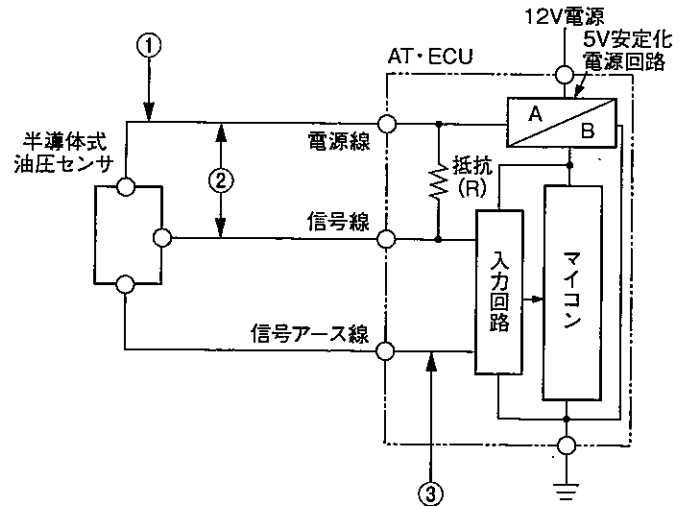 12V電源
5V安定化
電源回路
AT・ECU
①
A
B
半導体式
油圧センサ
電源線
②
抵抗
(R)
信号線
入力回路
マイコン
信号アース線
③